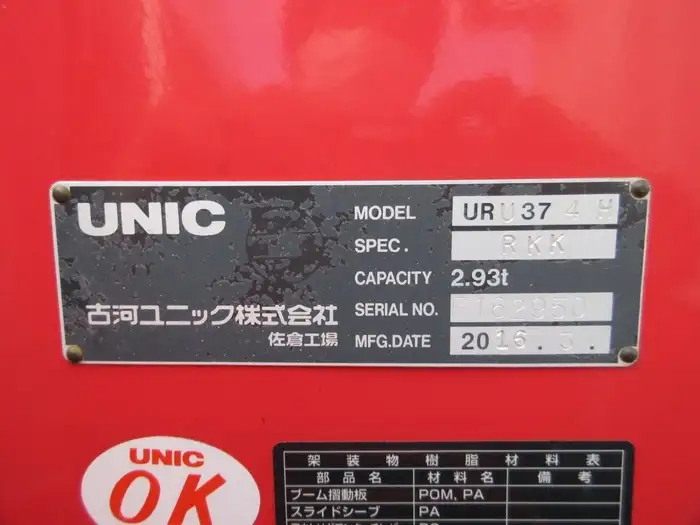 UNIC
MODEL URU374H
SPEC. RKK
CAPACITY 2.93t
SERIAL NO.
MFG.DATE 2016.5.
古河ユニック株式会社
佐倉工場
UNIC
OK
架装物樹脂材料表
部品名 材料名 備考
ブーム摺動板 POM, PA
スライドシーブ PA